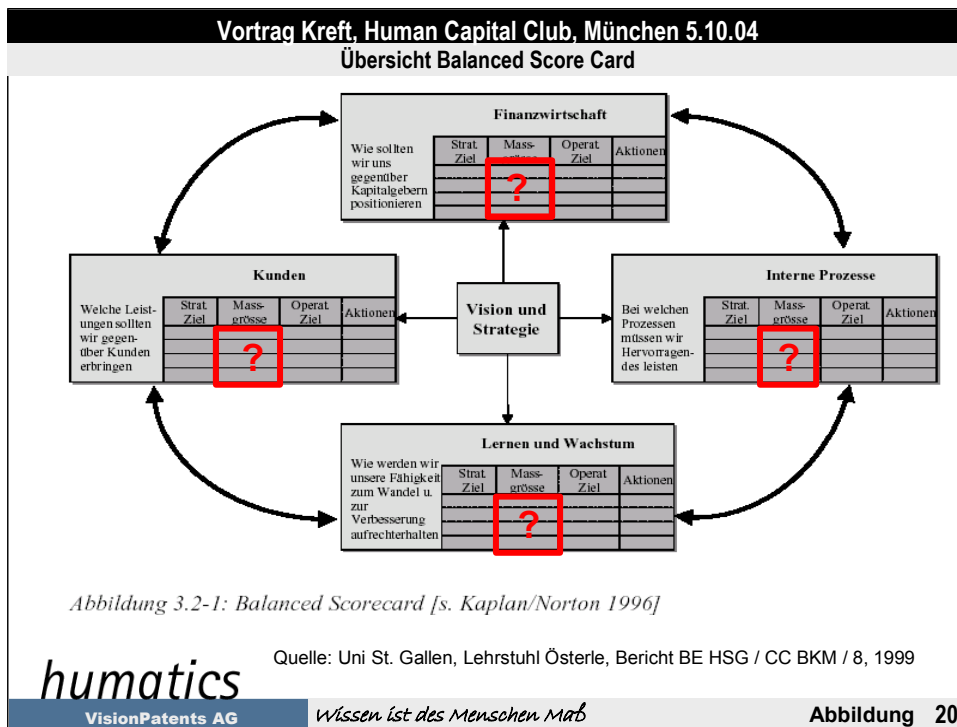 Vortrag Kreft, Human Capital Club, München 5.10.04
Übersicht Balanced Score Card
Finanzwirtschaft
Wie sollten
wir uns
gegenüber
Kapitalgebern
positionieren
Strat.
Ziel
Mass-
grösse
Operat.
Ziel
Aktionen
?
Kunden
Welche Leist-
ungen sollten
wir gegen-
über Kunden
erbringen
Strat.
Ziel
Mass-
grösse
Operat.
Ziel
Aktionen
?
Vision und
Strategie
Interne Prozesse
Bei welchen
Prozessen
müssen wir
Hervorragen-
des leisten
Strat.
Ziel
Mass-
grösse
Operat.
Ziel
Aktionen
?
Lernen und Wachstum
Wie werden wir
unsere Fähigkeit
zum Wandel u.
zur
Verbesserung
aufrechterhalten
Strat.
Ziel
Mass-
grösse
Operat.
Ziel
Aktionen
?
Abbildung 3.2-1: Balanced Scorecard [s. Kaplan/Norton 1996]
Quelle: Uni St. Gallen, Lehrstuhl Österle, Bericht BE HSG / CC BKM / 8, 1999
humatics
VisionPatents AG
Wissen ist des Menschen Maß
Abbildung 20